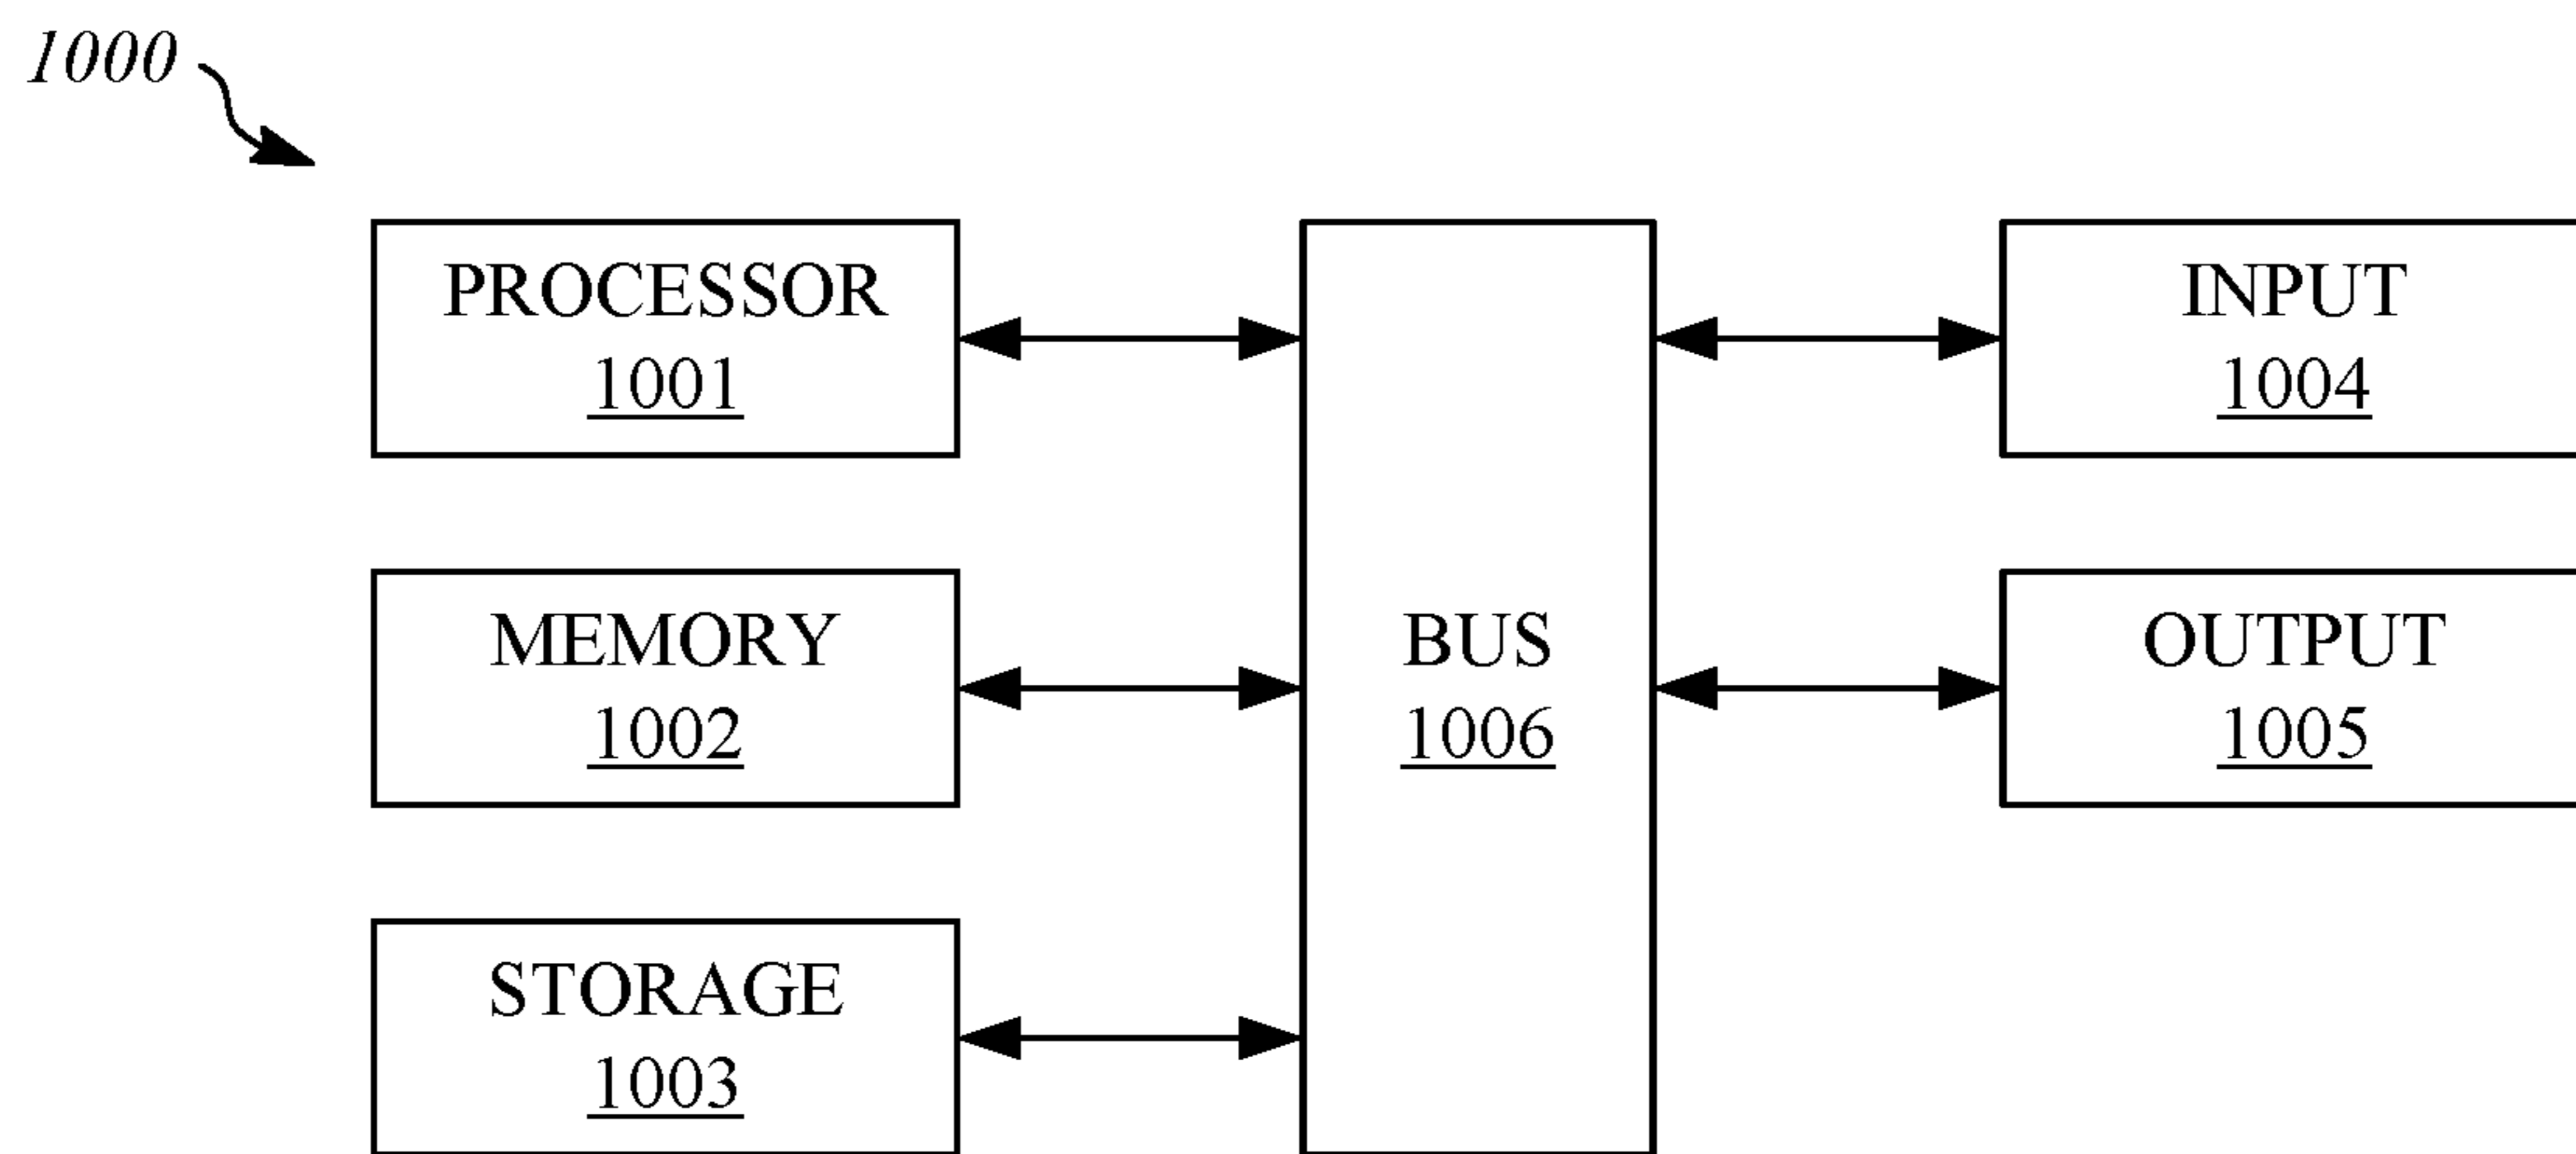 1000
PROCESSOR
1001
MEMORY
1002
STORAGE
1003
BUS
1006
INPUT
1004
OUTPUT
1005